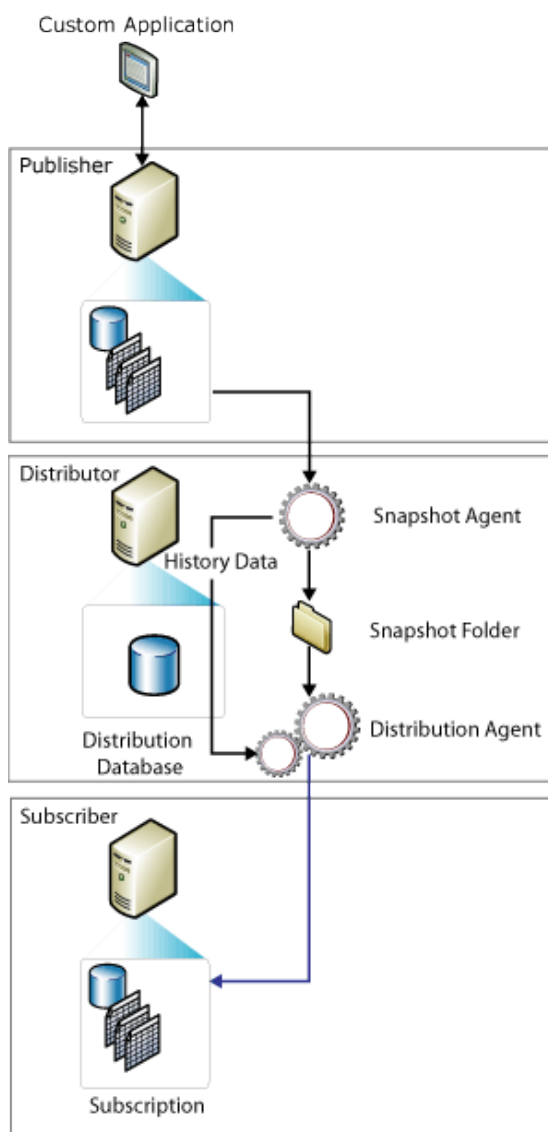 Custom Application
Publisher
Distributor
Snapshot Agent
History Data
Snapshot Folder
Distribution Agent
Distribution
Database
Subscriber
Subscription